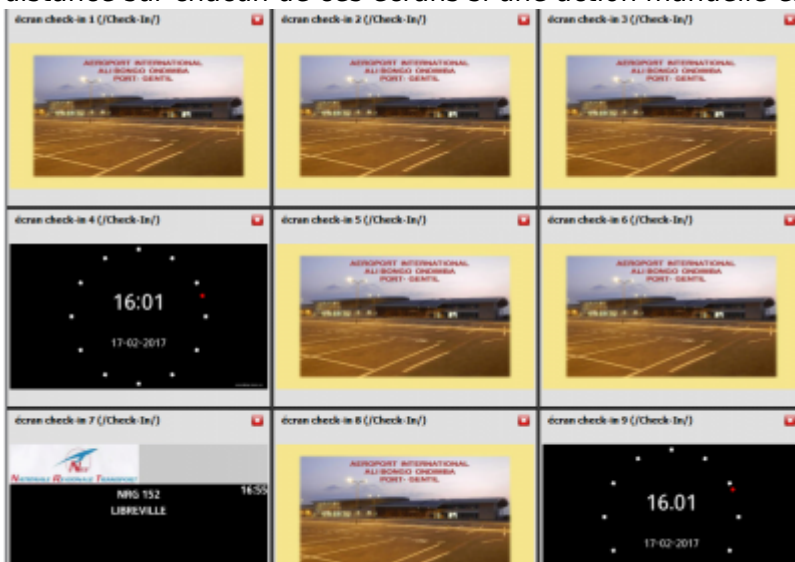 écran check-in 1 (/Check-In/)
écran check-in 2 (/Check-In/)
écran check-in 3 (/Check-In/)
AEROPORT INTERNATIONAL
ALI BONGO ONDIMBA
PORT- GENTIL
AEROPORT INTERNATIONAL
ALI BONGO ONDIMBA
PORT- GENTIL
AEROPORT INTERNATIONAL
ALI BONGO ONDIMBA
PORT- GENTIL
écran check-in 4 (/Check-In/)
écran check-in 5 (/Check-In/)
écran check-in 6 (/Check-In/)
16:01
17-02-2017
AEROPORT INTERNATIONAL
ALI BONGO ONDIMBA
PORT- GENTIL
AEROPORT INTERNATIONAL
ALI BONGO ONDIMBA
PORT- GENTIL
écran check-in 7 (/Check-In/)
écran check-in 8 (/Check-In/)
écran check-in 9 (/Check-In/)
NATIONALE REGIONALE TRANSPORT
NRG 152
16:55
LIBREVILLE
AEROPORT INTERNATIONAL
ALI BONGO ONDIMBA
PORT- GENTIL
16.01
17-02-2017